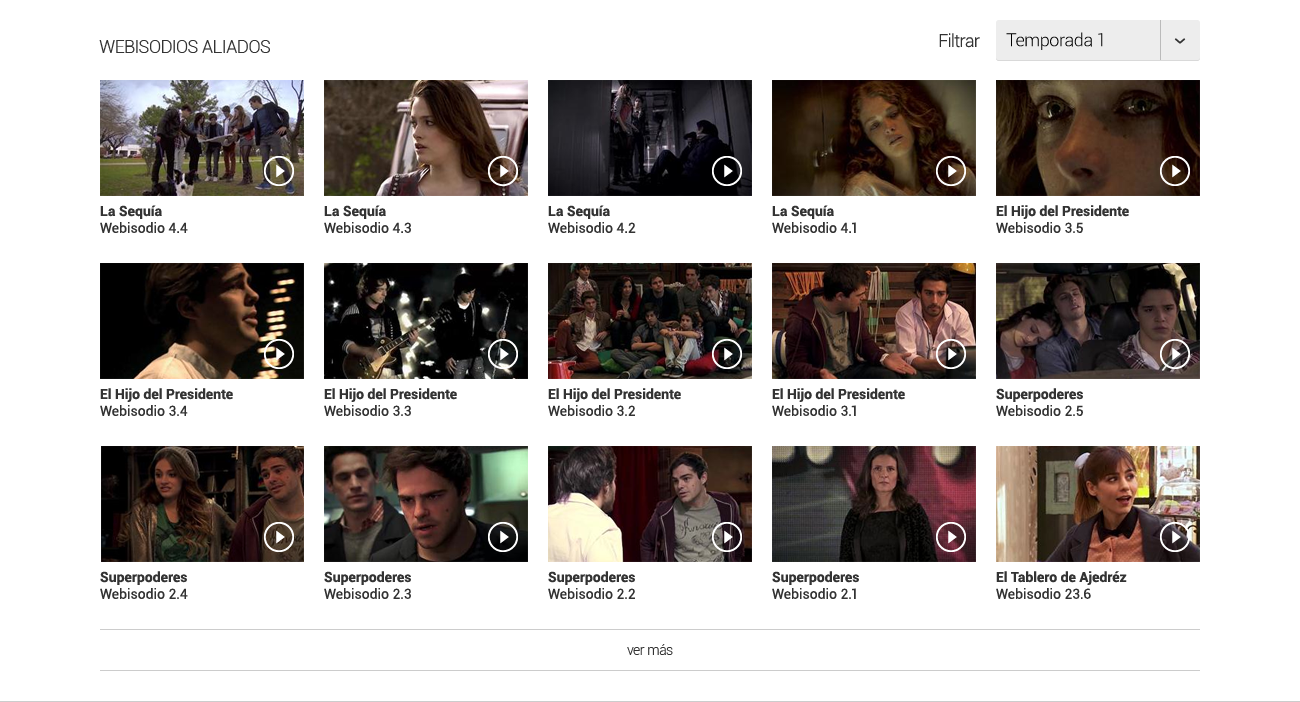 WEBISODIOS ALIADOS
Filtrar
Temporada 1
La Sequía
Webisodio 4.4
La Sequía
Webisodio 4.3
La Sequía
Webisodio 4.2
La Sequía
Webisodio 4.1
El Hijo del Presidente
Webisodio 3.5
El Hijo del Presidente
Webisodio 3.4
El Hijo del Presidente
Webisodio 3.3
El Hijo del Presidente
Webisodio 3.2
El Hijo del Presidente
Webisodio 3.1
Superpoderes
Webisodio 2.5
Superpoderes
Webisodio 2.4
Superpoderes
Webisodio 2.3
Superpoderes
Webisodio 2.2
Superpoderes
Webisodio 2.1
El Tablero de Ajedréz
Webisodio 23.6
ver más